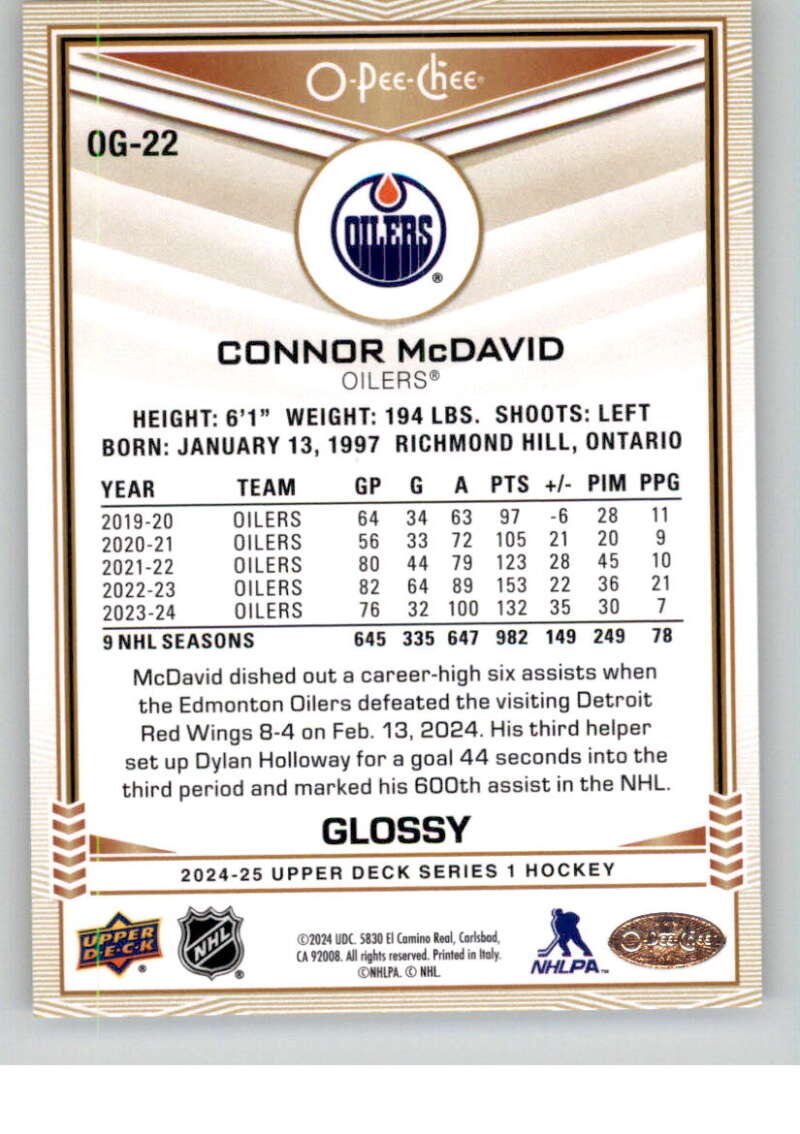 O-Pee-Chee®
OG-22
OILERS
®
CONNOR McDAVID
OILERS®
HEIGHT: 6'1" WEIGHT: 194 LBS. SHOOTS: LEFT
BORN: JANUARY 13, 1997 RICHMOND HILL, ONTARIO
YEAR TEAM GP G A PTS +/- PIM PPG
2019-20 OILERS 64 34 63 97 -6 28 11
2020-21 OILERS 56 33 72 105 21 20 9
2021-22 OILERS 80 44 79 123 28 45 10
2022-23 OILERS 82 64 89 153 22 36 21
2023-24 OILERS 76 32 100 132 35 30 7
9 NHL SEASONS 645 335 647 982 149 249 78
McDavid dished out a career-high six assists when
the Edmonton Oilers defeated the visiting Detroit
Red Wings 8-4 on Feb. 13, 2024. His third helper
set up Dylan Holloway for a goal 44 seconds into the
third period and marked his 600th assist in the NHL.
GLOSSY
2024-25 UPPER DECK SERIES 1 HOCKEY
UPPER
DECK®
NHL®
©2024 UDC. 5830 El Camino Real, Carlsbad,
CA 92008. All rights reserved. Printed in Italy.
©NHLPA. © NHL.
NHLPA™
O-Pee-Chee